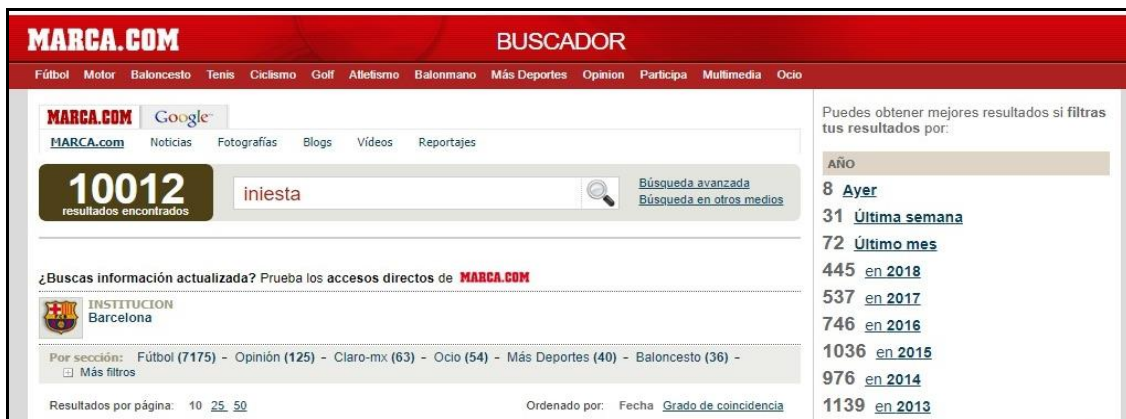 MARCA.COM BUSCADOR
Fútbol Motor Baloncesto Tenis Ciclismo Golf Atletismo Balonmano Más Deportes Opinion Participa Multimedia Ocio
MARCA.COM Google
MARCA.com Noticias Fotografías Blogs Vídeos Reportajes
10012
resultados encontrados
iniesta
Búsqueda avanzada
Búsqueda en otros medios
¿Buscas información actualizada? Prueba los accesos directos de MARCA.COM
INSTITUCION
Barcelona
Por sección: Fútbol (7175) - Opinión (125) - Claro-mx (63) - Ocio (54) - Más Deportes (40) - Baloncesto (36) -
Más filtros
Resultados por página: 10 25 50 Ordenado por: Fecha Grado de coincidencia
Puedes obtener mejores resultados si filtras
tus resultados por:
AÑO
8 Ayer
31 Última semana
72 Último mes
445 en 2018
537 en 2017
746 en 2016
1036 en 2015
976 en 2014
1139 en 2013